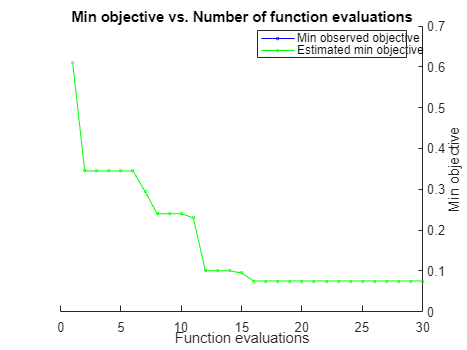 Min objective vs. Number of function evaluations
Min observed objective
Estimated min objective
0.7
0.6
0.5
0.4
0.3
0.2
0.1
0
Min objective
0 5 10 15 20 25 30
Function evaluations